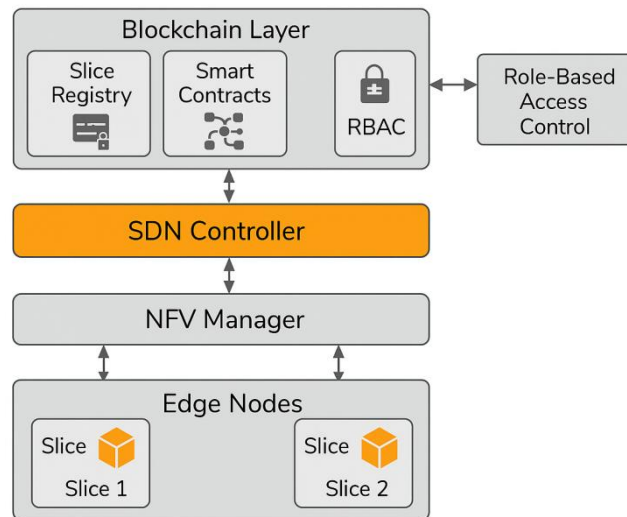 Blockchain Layer
Slice
Registry
Smart
Contracts
RBAC
Role-Based
Access
Control
SDN Controller
NFV Manager
Edge Nodes
Slice
Slice 1
Slice
Slice 2